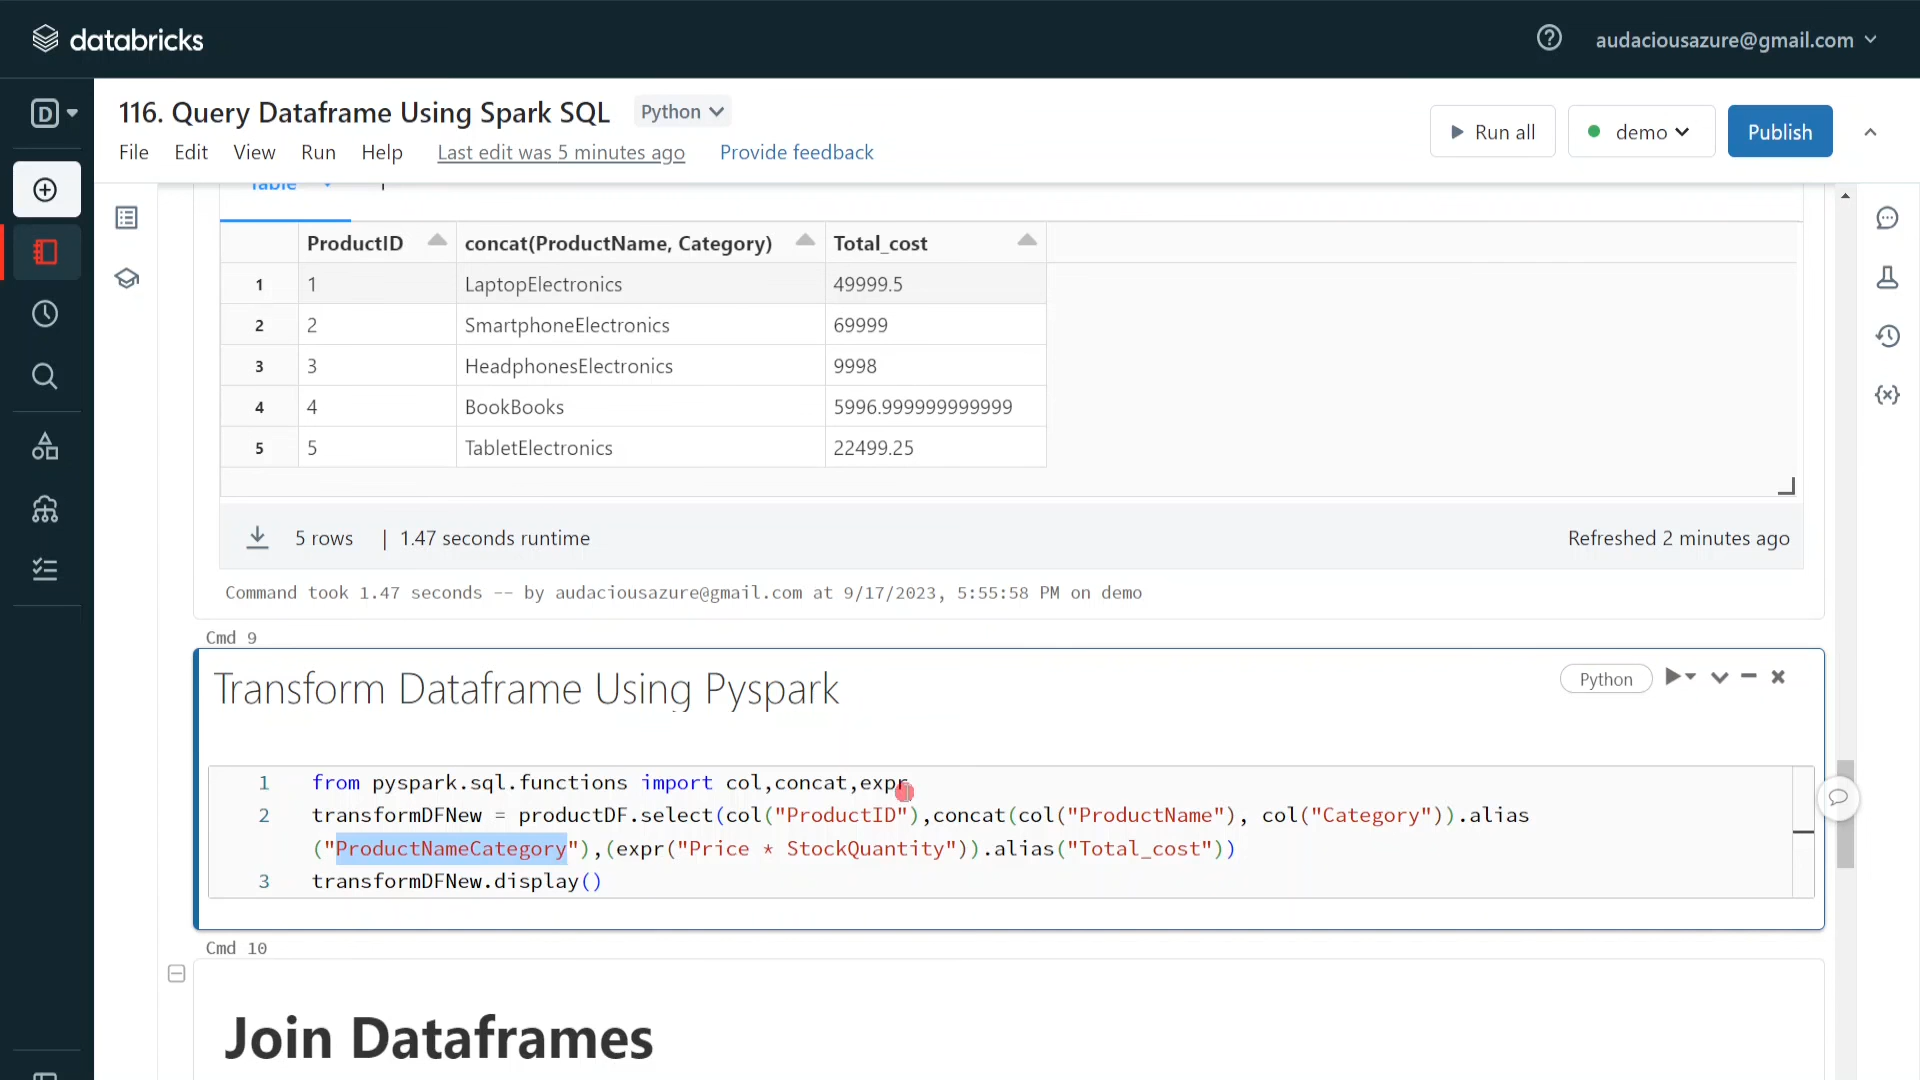 databricks
audaciousazure@gmail.com
D
116. Query Dataframe Using Spark SQL Python
File Edit View Run Help Last edit was 5 minutes ago Provide feedback
Run all demo Publish
Table
ProductID concat(ProductName, Category) Total_cost
1 1 LaptopElectronics 49999.5
2 2 SmartphoneElectronics 69999
3 3 HeadphonesElectronics 9998
4 4 BookBooks 5996.999999999999
5 5 TabletElectronics 22499.25
5 rows | 1.47 seconds runtime Refreshed 2 minutes ago
Command took 1.47 seconds -- by audaciousazure@gmail.com at 9/17/2023, 5:55:58 PM on demo
Cmd 9
Transform Dataframe Using Pyspark
Python
1 from pyspark.sql.functions import col,concat,expr
2 transformDFNew = productDF.select(col("ProductID"),concat(col("ProductName"), col("Category")).alias
("ProductNameCategory"),(expr("Price * StockQuantity")).alias("Total_cost"))
3 transformDFNew.display()
Cmd 10
Join Dataframes